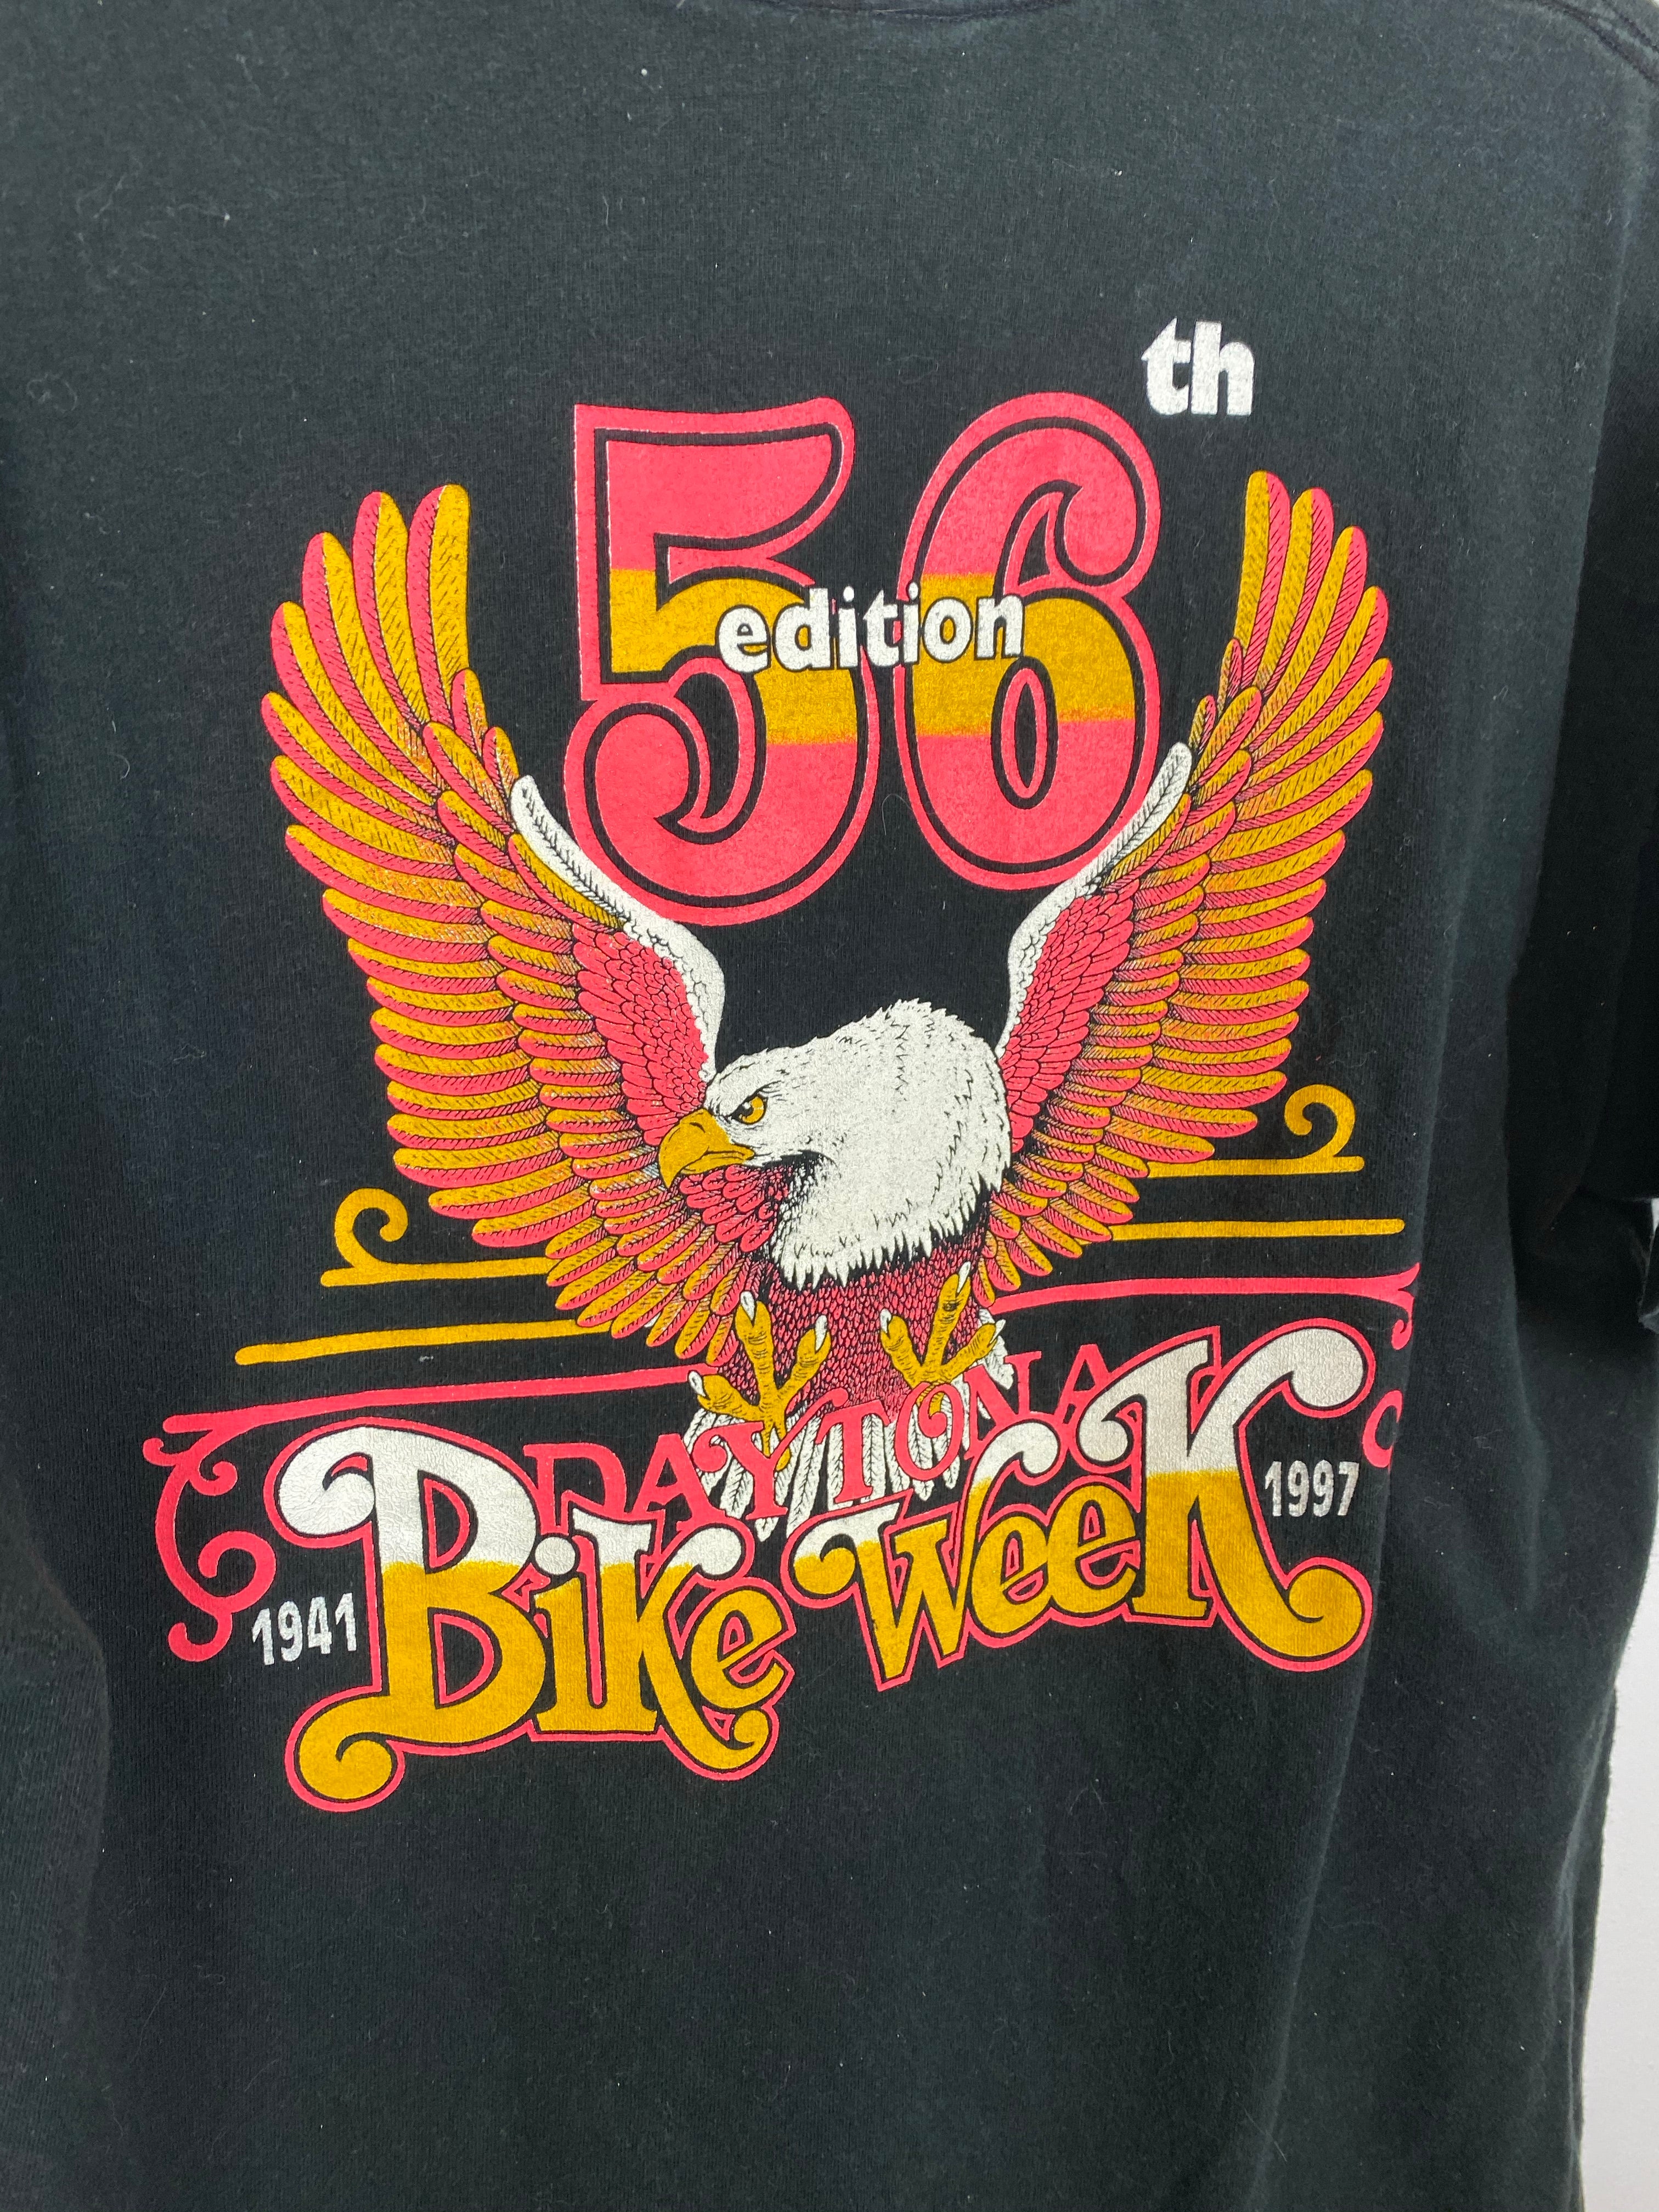 56th
edition
DAYTONA
1941 Bike Week 1997